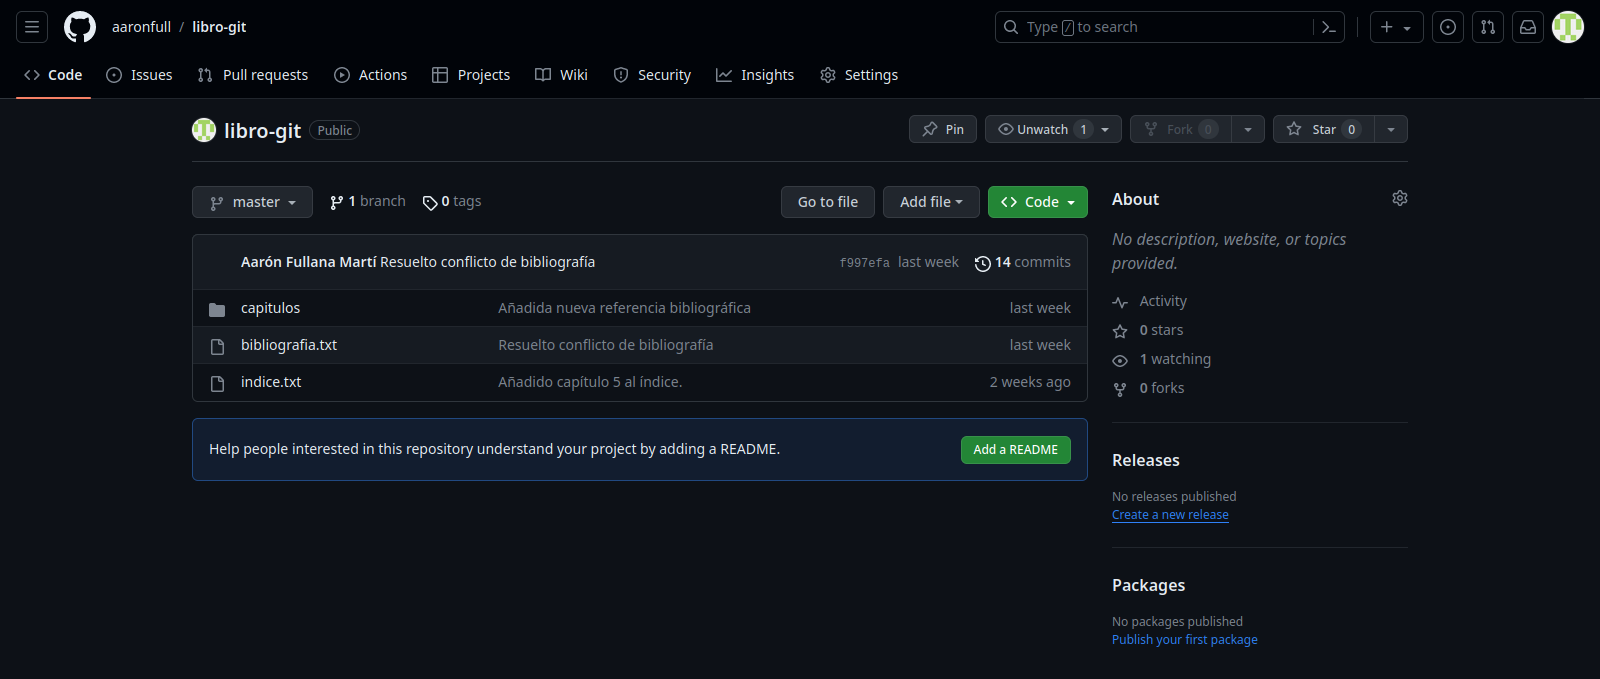 aaronfull / libro-git
Type / to search
Code Issues Pull requests Actions Projects Wiki Security Insights Settings
libro-git Public
Pin Unwatch 1 Fork 0 Star 0
master 1 branch 0 tags Go to file Add file <> Code
Aarón Fullana Martí Resuelto conflicto de bibliografía f997efa last week 14 commits
capitulos Añadida nueva referencia bibliográfica last week
bibliografia.txt Resuelto conflicto de bibliografía last week
indice.txt Añadido capítulo 5 al índice. 2 weeks ago
Help people interested in this repository understand your project by adding a README. Add a README
About
No description, website, or topics
provided.
Activity
0 stars
1 watching
0 forks
Releases
No releases published
Create a new release
Packages
No packages published
Publish your first package